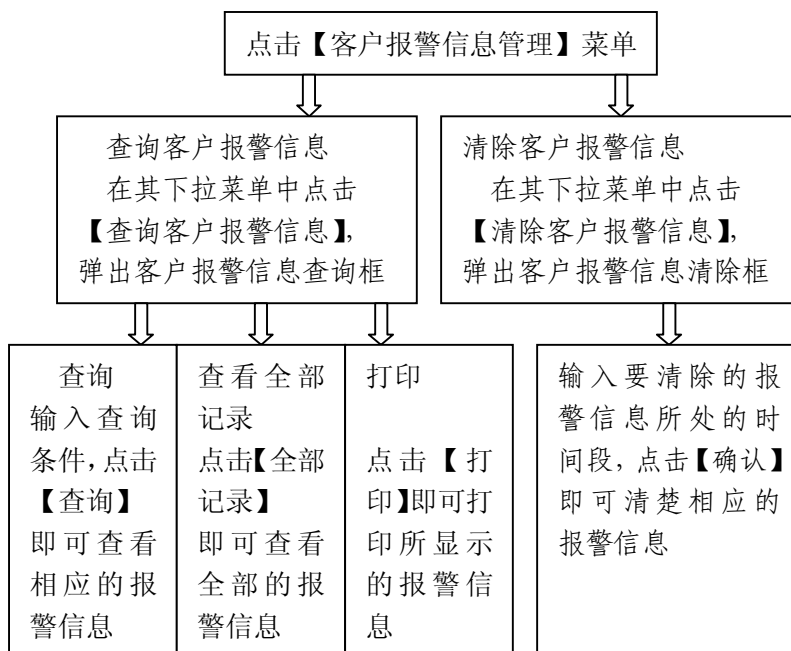 点击【客户报警信息管理】菜单
查询客户报警信息
在其下拉菜单中点击
【查询客户报警信息】,
弹出客户报警信息查询框
清除客户报警信息
在其下拉菜单中点击
【清除客户报警信息】,
弹出客户报警信息清除框
查询
输入查询
条件,点击
【查询】
即可查看
相应的报
警信息
查看全部
记录
点击【全部
记录】
即可查看
全部的报
警信息
打印
点击【打
印】即可打
印所显示
的报警信
息
输入要清除的报
警信息所处的时
间段,点击【确认】
即可清楚相应的
报警信息